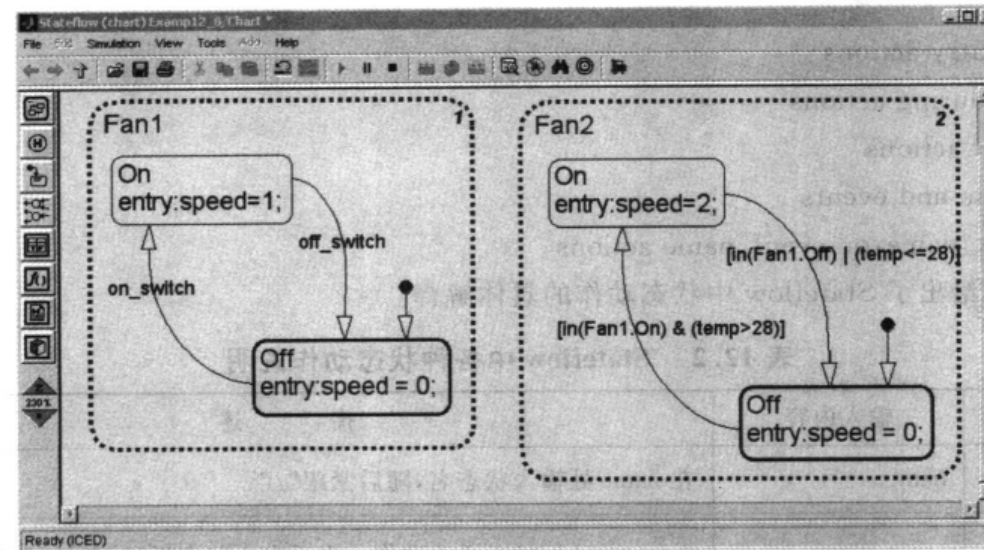 Stateflow (chart) Examp12_6/Chart *
File Edit Simulation View Tools Add Help
Fan1
1
On
entry:speed=1;
off_switch
on_switch
Off
entry:speed = 0;
Fan2
2
On
entry:speed=2;
[in(Fan1.Off) | (temp<=28)]
[in(Fan1.On) & (temp>28)]
Off
entry:speed = 0;
230%
Ready (ICED)